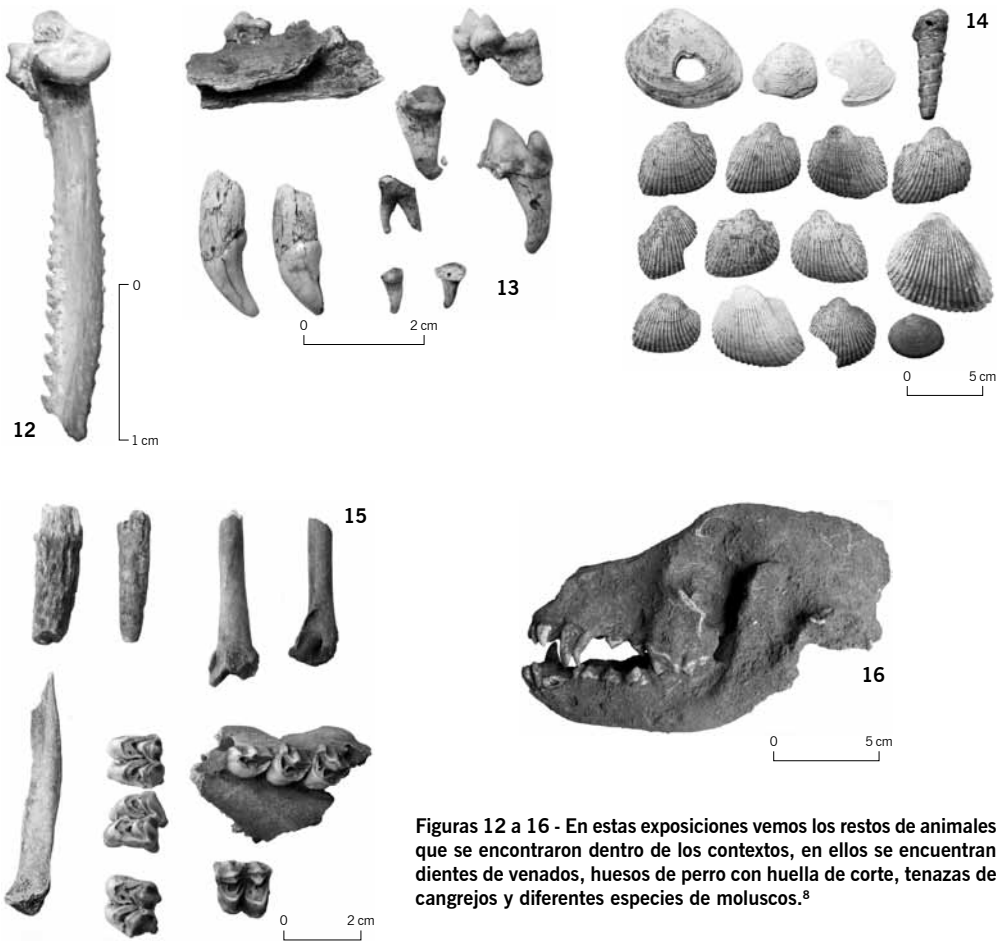 14
13
0
2 cm
0
12
1 cm
0
5 cm
15
16
0
5 cm
0
2 cm
Figuras 12 a 16 - En estas exposiciones vemos los restos de animales
que se encontraron dentro de los contextos, en ellos se encuentran
dientes de venados, huesos de perro con huella de corte, tenazas de
cangrejos y diferentes especies de moluscos.⁸